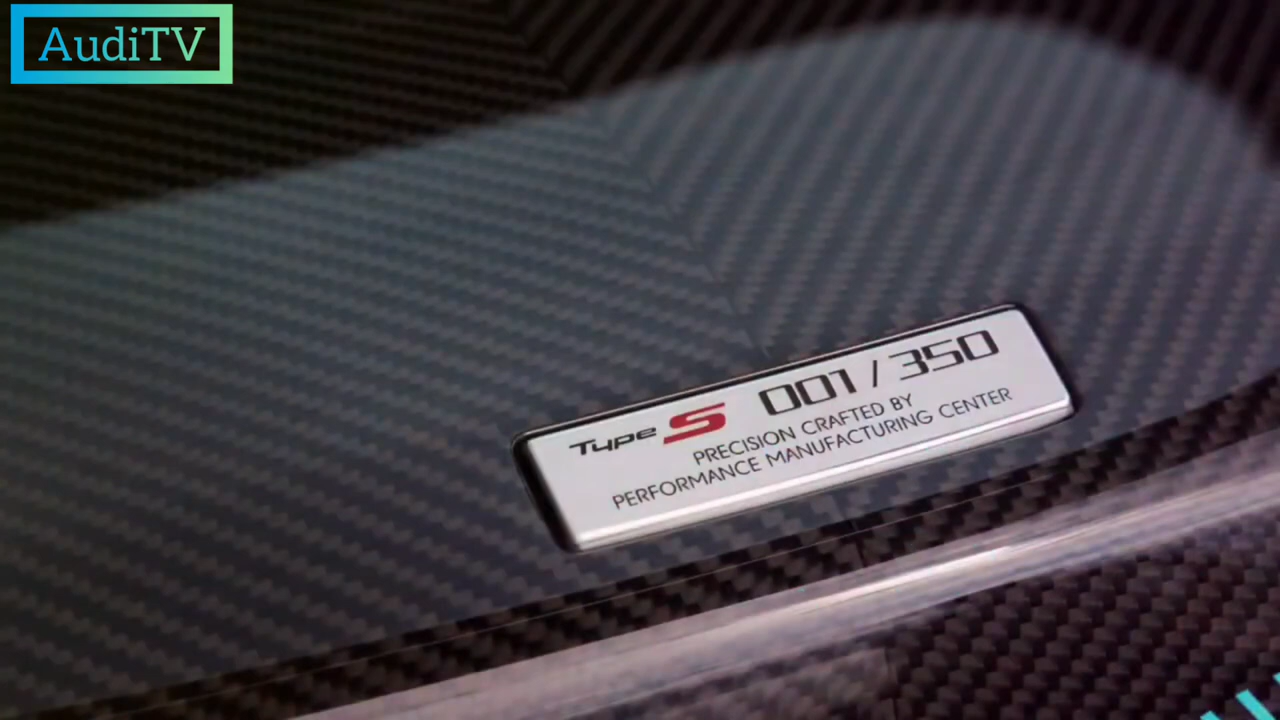 AudiTV
Type S 001/350
PRECISION CRAFTED BY
PERFORMANCE MANUFACTURING CENTER